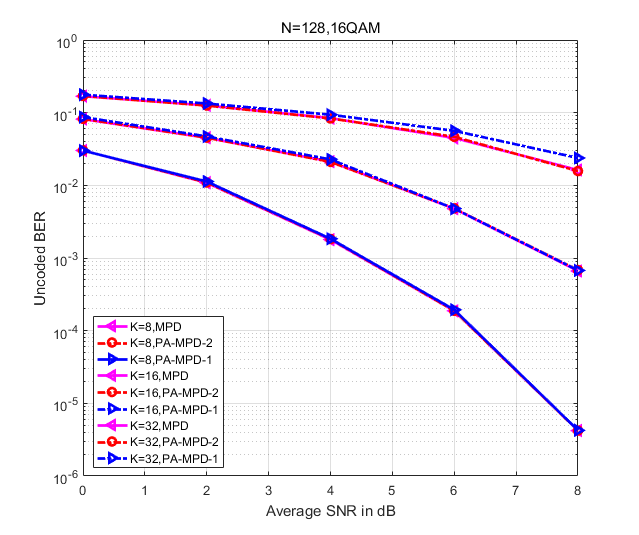 N=128,16QAM
10^0
10^-1
10^-2
10^-3
10^-4
10^-5
10^-6
Uncoded BER
K=8,MPD
K=8,PA-MPD-2
K=8,PA-MPD-1
K=16,MPD
K=16,PA-MPD-2
K=16,PA-MPD-1
K=32,MPD
K=32,PA-MPD-2
K=32,PA-MPD-1
0 1 2 3 4 5 6 7 8
Average SNR in dB